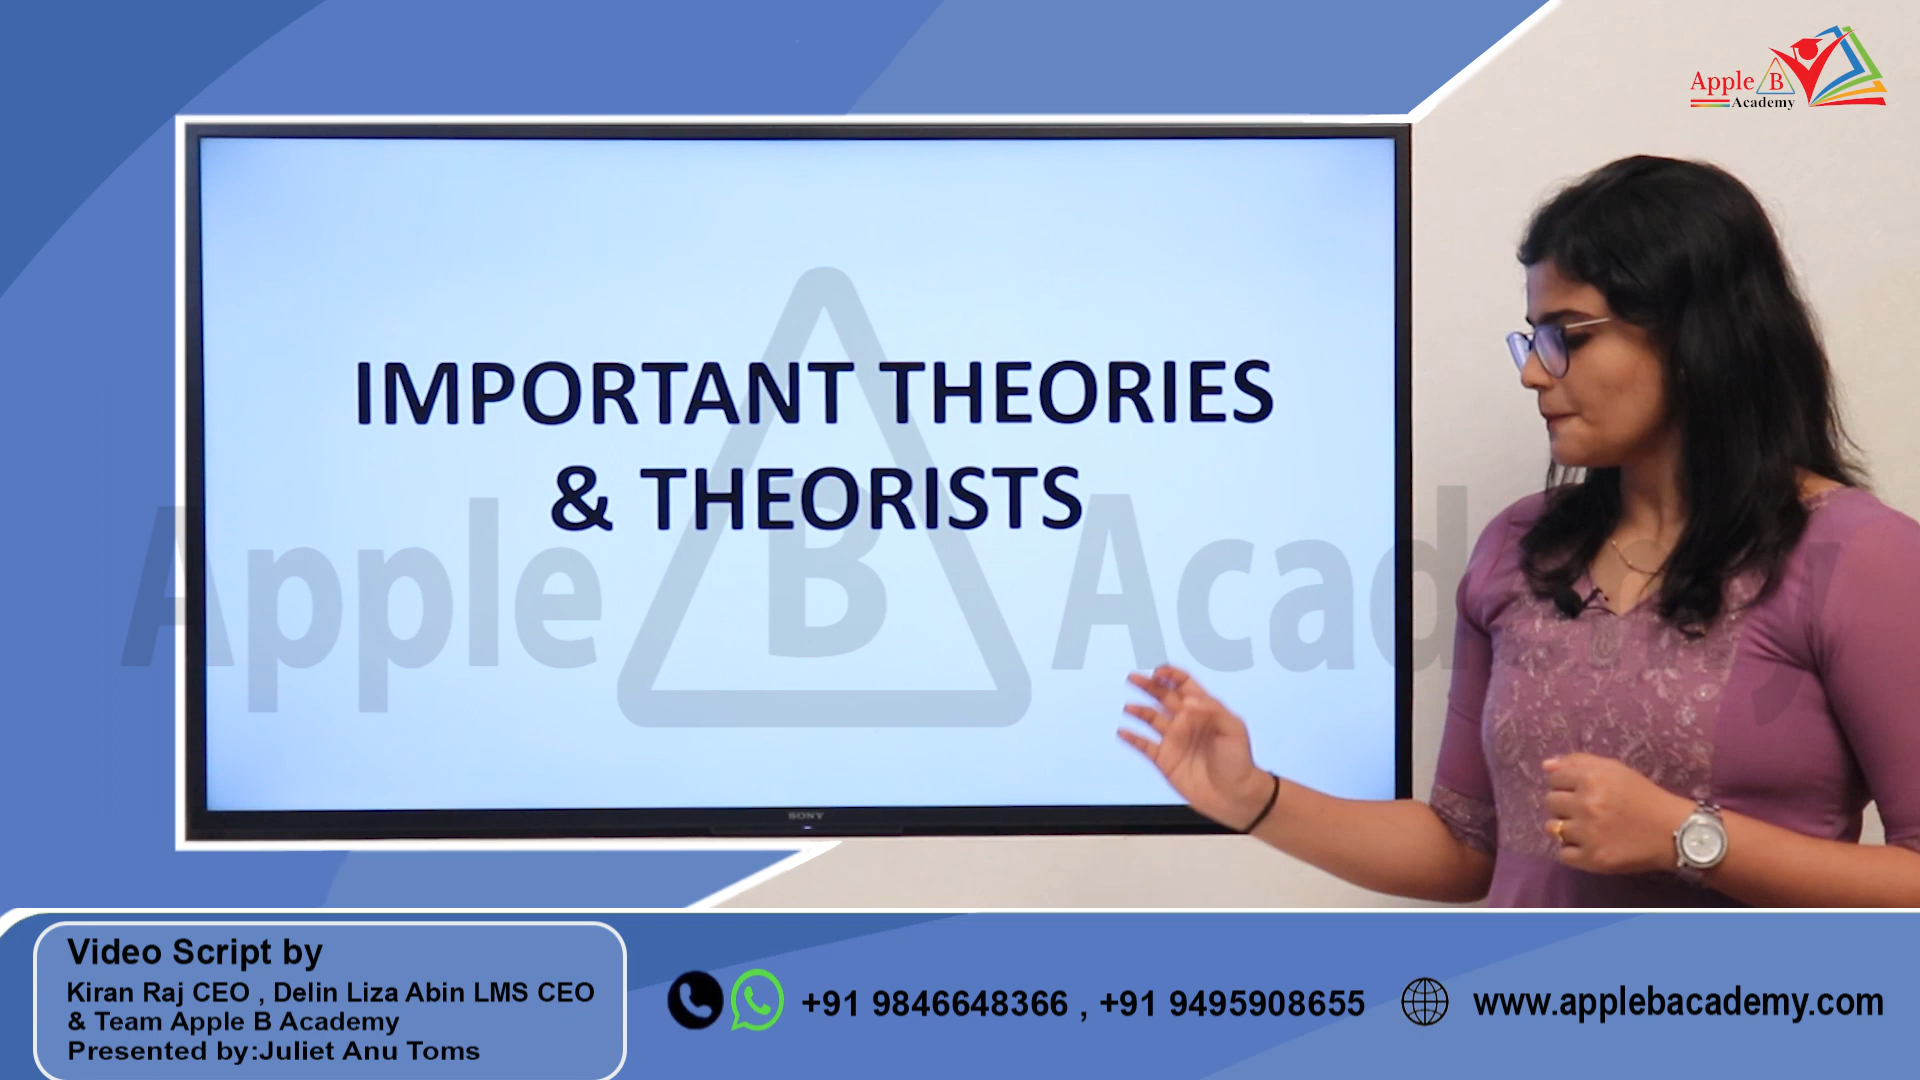 Apple B
Academy
IMPORTANT THEORIES
& THEORISTS
Apple B Academy
SONY
Video Script by
Kiran Raj CEO , Delin Liza Abin LMS CEO
& Team Apple B Academy
Presented by:Juliet Anu Toms
+91 9846648366 , +91 9495908655
www.applebacademy.com